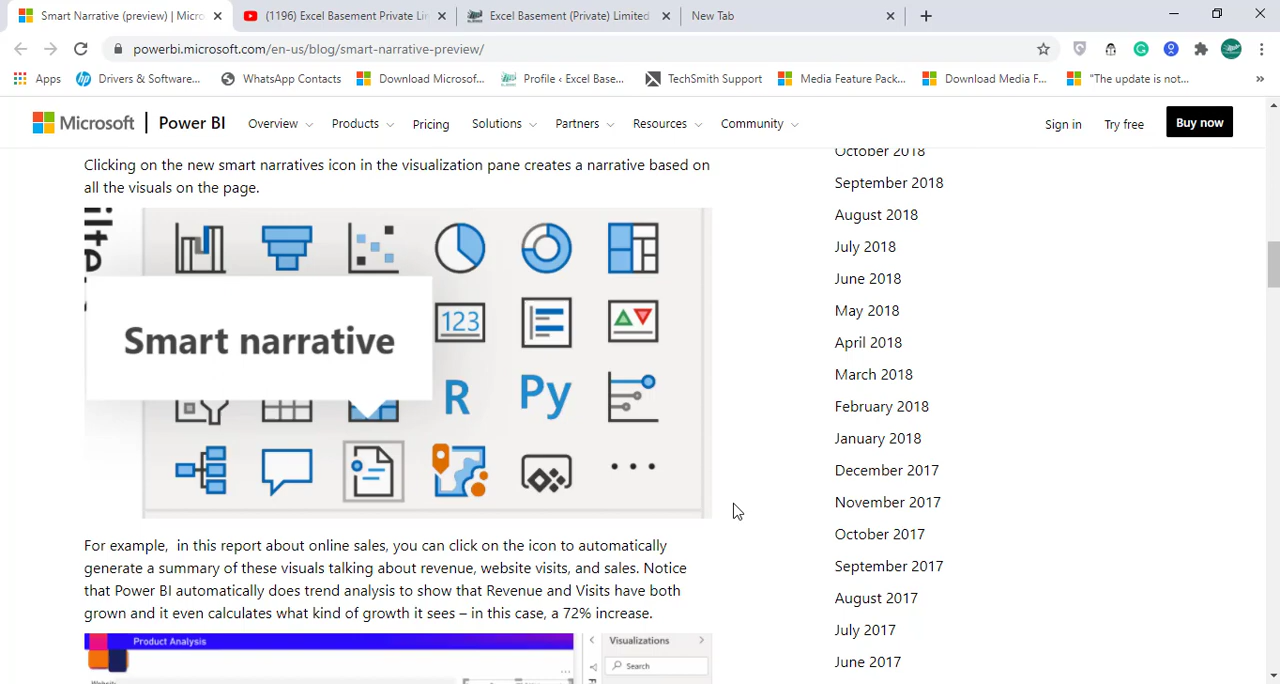 Smart Narrative (preview) | Micro
(1196) Excel Basement Private Li
Excel Basement (Private) Limited
New Tab
powerbi.microsoft.com/en-us/blog/smart-narrative-preview/
Apps
Drivers & Software...
WhatsApp Contacts
Download Microsof...
Profile ‹ Excel Base...
TechSmith Support
Media Feature Pack...
Download Media F...
"The update is not...
»
Microsoft
Power BI
Overview
Products
Pricing
Solutions
Partners
Resources
Community
Sign in
Try free
Buy now
Clicking on the new smart narratives icon in the visualization pane creates a narrative based on
all the visuals on the page.
ilte
Smart narrative
123
R
Py
For example, in this report about online sales, you can click on the icon to automatically
generate a summary of these visuals talking about revenue, website visits, and sales. Notice
that Power BI automatically does trend analysis to show that Revenue and Visits have both
grown and it even calculates what kind of growth it sees – in this case, a 72% increase.
Product Analysis
Visualizations
Search
October 2018
September 2018
August 2018
July 2018
June 2018
May 2018
April 2018
March 2018
February 2018
January 2018
December 2017
November 2017
October 2017
September 2017
August 2017
July 2017
June 2017